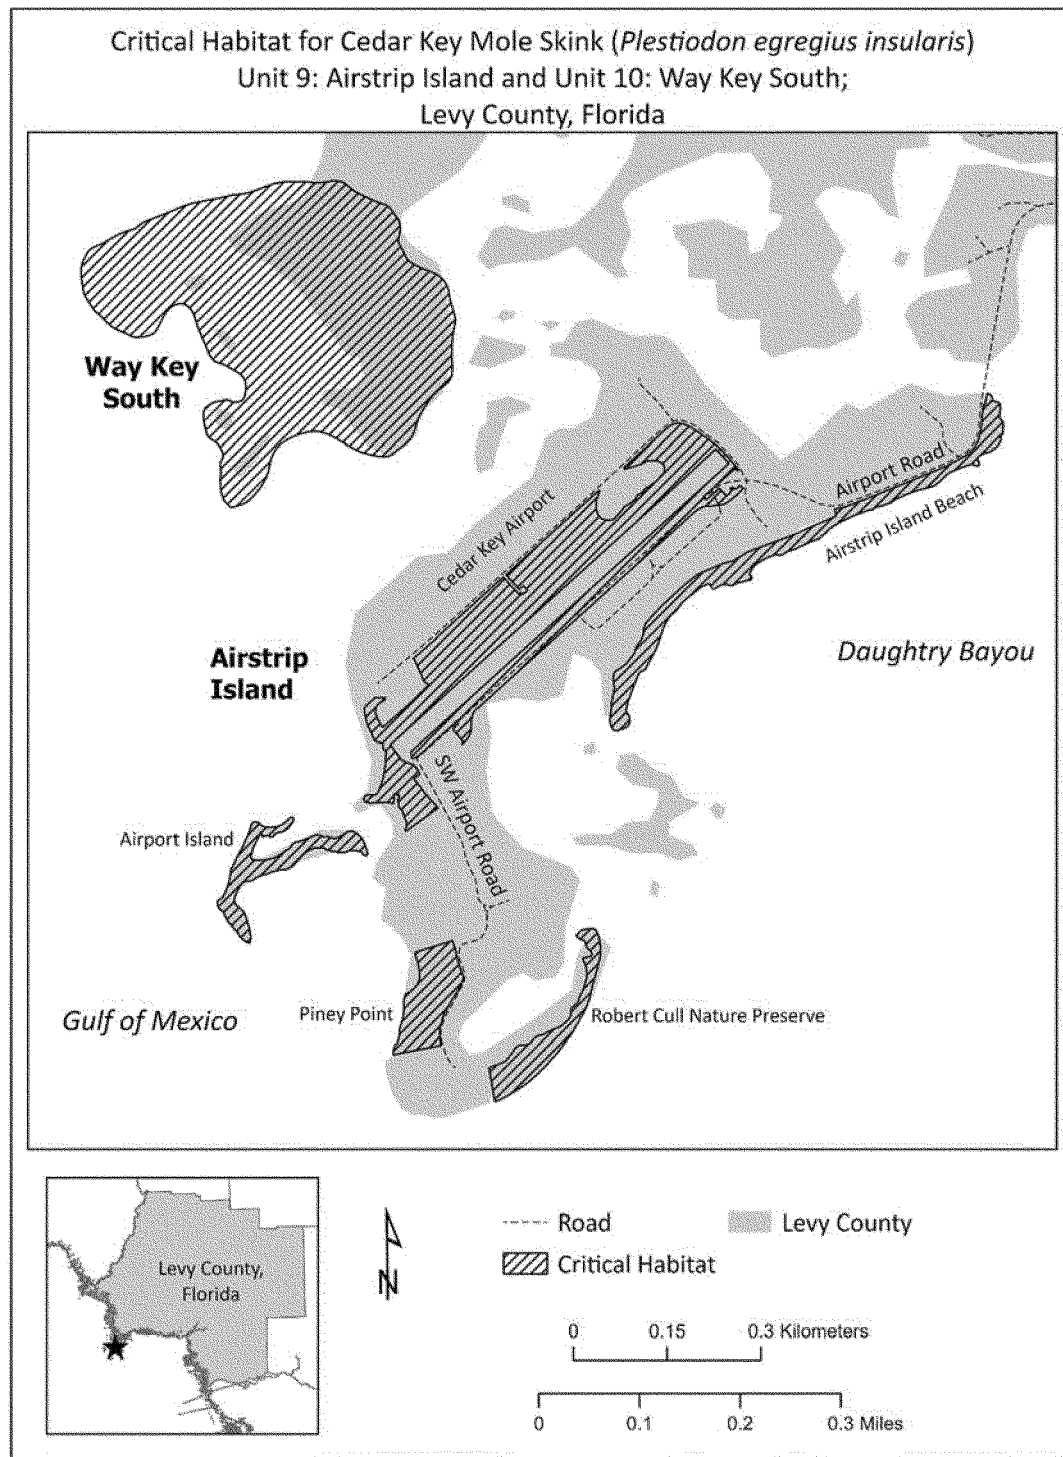 Critical Habitat for Cedar Key Mole Skink (Plestiodon egregius insularis)
Unit 9: Airstrip Island and Unit 10: Way Key South;
Levy County, Florida
Way Key
South
Airport Road
Airstrip Island Beach
Cedar Key Airport
Airstrip
Island
Daughtry Bayou
SW Airport Road
Airport Island
Gulf of Mexico
Piney Point
Robert Cull Nature Preserve
Levy County,
Florida
N
Road
Levy County
Critical Habitat
0 0.15 0.3 Kilometers
0 0.1 0.2 0.3 Miles